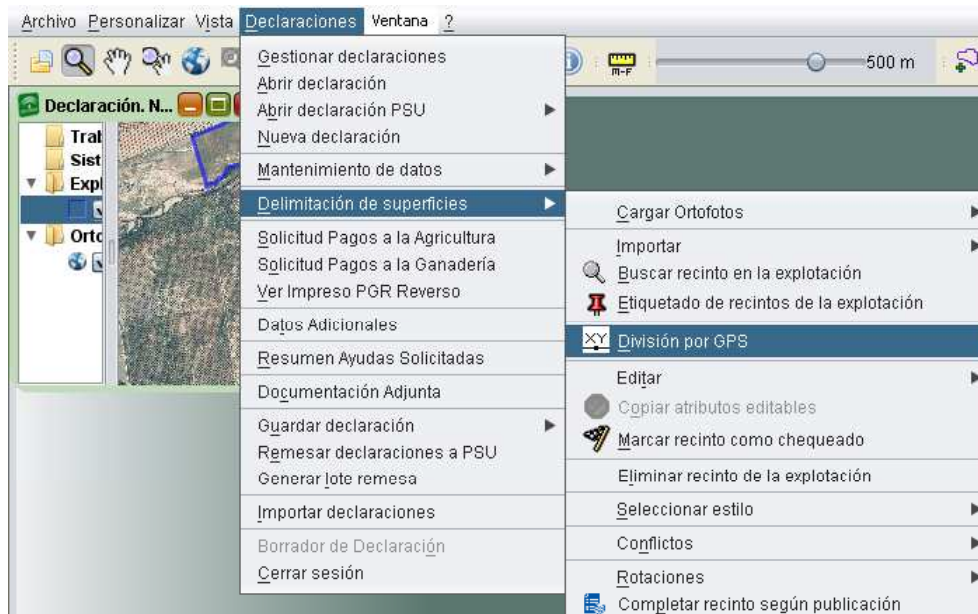 Archivo Personalizar Vista Declaraciones Ventana ?
m-F
500 m
Declaración. N...
Trab
Sist
Expl
Orto
Gestionar declaraciones
Abrir declaración
Abrir declaración PSU
Nueva declaración
Mantenimiento de datos
Delimitación de superficies
Solicitud Pagos a la Agricultura
Solicitud Pagos a la Ganadería
Ver Impreso PGR Reverso
Datos Adicionales
Resumen Ayudas Solicitadas
Documentación Adjunta
Guardar declaración
Remesar declaraciones a PSU
Generar lote remesa
Importar declaraciones
Borrador de Declaración
Cerrar sesión
Cargar Ortofotos
Importar
Buscar recinto en la explotación
Etiquetado de recintos de la explotación
XY División por GPS
Editar
Copiar atributos editables
Marcar recinto como chequeado
Eliminar recinto de la explotación
Seleccionar estilo
Conflictos
Rotaciones
Completar recinto según publicación